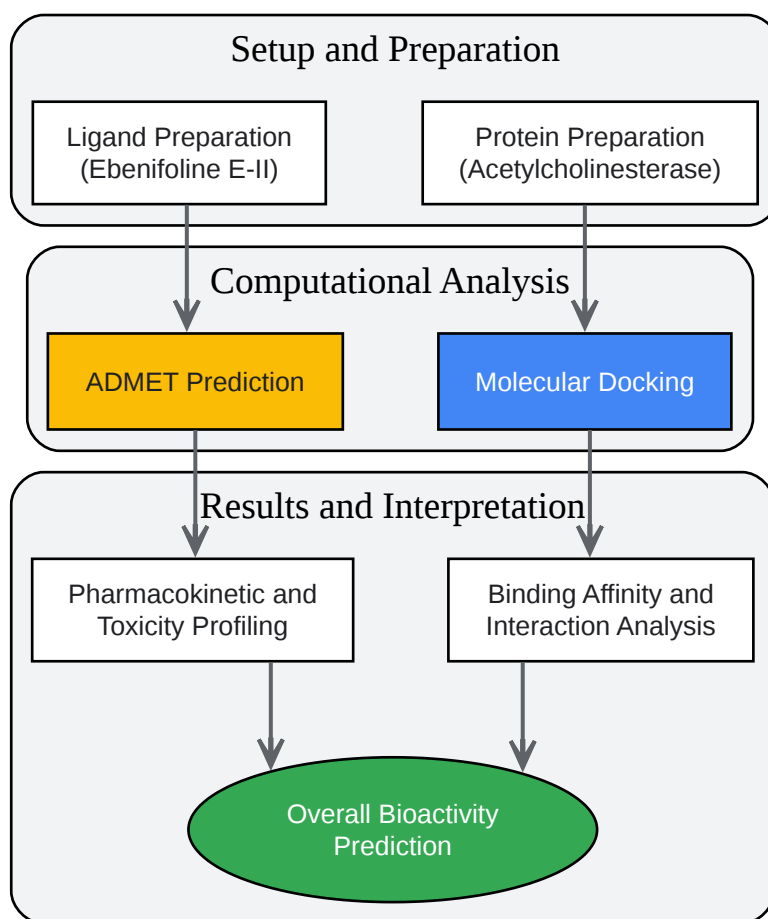 Setup and Preparation
Ligand Preparation
(Ebenifoline E-II)
Protein Preparation
(Acetylcholinesterase)
Computational Analysis
ADMET Prediction
Molecular Docking
Results and Interpretation
Pharmacokinetic and
Toxicity Profiling
Binding Affinity and
Interaction Analysis
Overall Bioactivity
Prediction